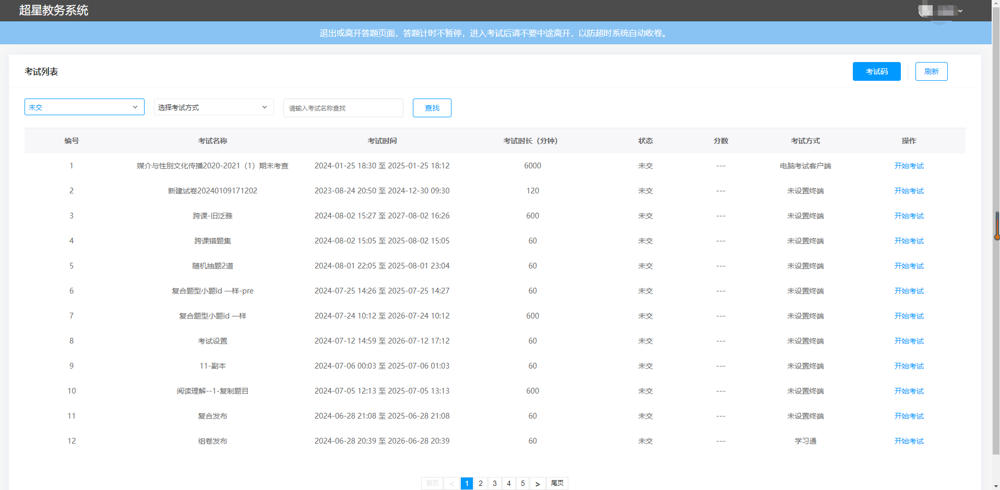 超星教务系统
退出或离开答题页面，答题计时不暂停，进入考试后请不要中途离开，以防超时系统自动收卷。
考试列表 考试码 刷新
未交 选择考试方式 请输入考试名称查找 查找
编号 考试名称 考试时间 考试时长（分钟） 状态 分数 考试方式 操作
1 媒介与性别文化传播2020-2021（1）期末考查 2024-01-25 18:30 至 2025-01-25 18:12 6000 未交 --- 电脑考试客户端 开始考试
2 新建试卷20240109171202 2023-08-24 20:50 至 2024-12-30 09:30 120 未交 --- 未设置终端 开始考试
3 跨课-旧泛雅 2024-08-02 15:27 至 2027-08-02 16:26 600 未交 --- 未设置终端 开始考试
4 跨课错题集 2024-08-02 15:05 至 2025-08-02 15:05 60 未交 --- 未设置终端 开始考试
5 随机抽题2道 2024-08-01 22:05 至 2025-08-01 23:04 60 未交 --- 未设置终端 开始考试
6 复合题型小题id 一样-pre 2024-07-25 14:26 至 2025-07-25 14:27 60 未交 --- 未设置终端 开始考试
7 复合题型小题id 一样 2024-07-24 10:12 至 2026-07-24 10:12 600 未交 --- 未设置终端 开始考试
8 考试设置 2024-07-12 14:59 至 2026-07-12 17:12 60 未交 --- 未设置终端 开始考试
9 11-副本 2024-07-06 00:03 至 2025-07-06 01:03 60 未交 --- 未设置终端 开始考试
10 阅读理解--1-复制题目 2024-07-05 12:13 至 2025-07-05 13:13 600 未交 --- 未设置终端 开始考试
11 复合发布 2024-06-28 21:08 至 2025-06-28 21:08 60 未交 --- 未设置终端 开始考试
12 组卷发布 2024-06-28 20:39 至 2026-06-28 20:39 60 未交 --- 学习通 开始考试
首页 < 1 2 3 4 5 > 尾页